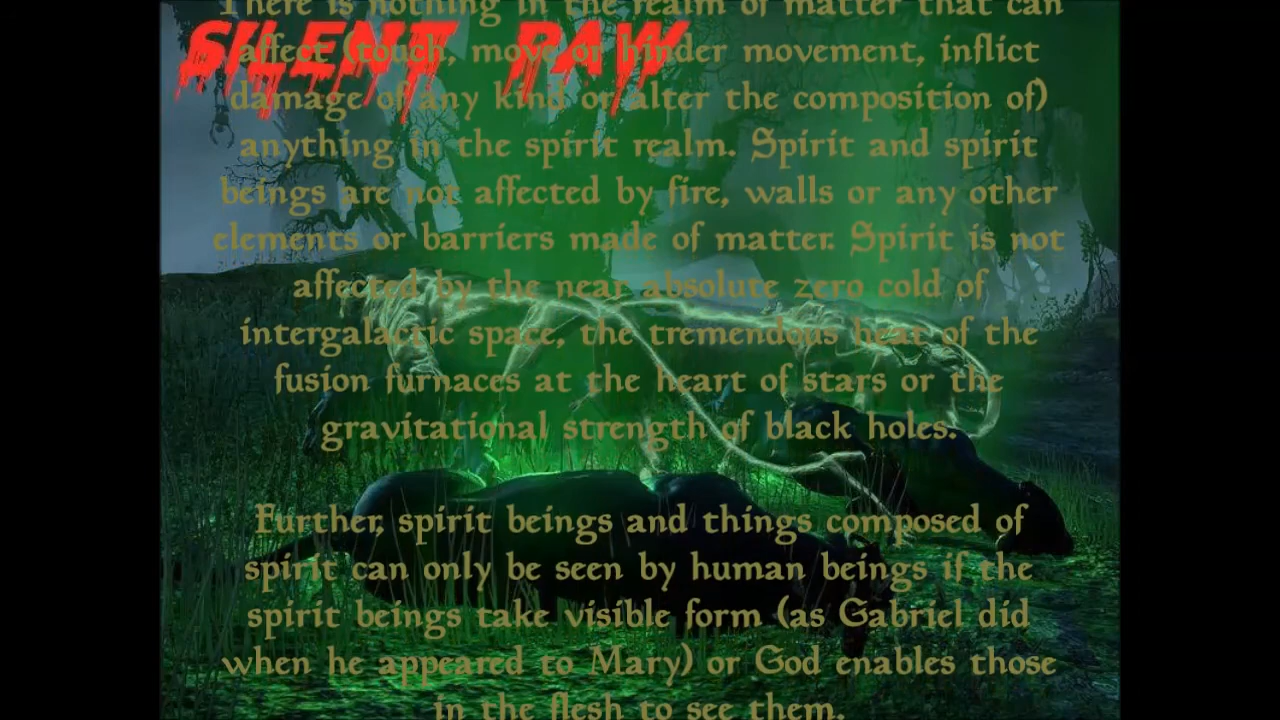 There is nothing in the realm of matter that can
SILENT PAW
affect (touch, move or hinder movement, inflict
damage of any kind or alter the composition of)
anything in the spirit realm. Spirit and spirit
beings are not affected by fire, walls or any other
elements or barriers made of matter. Spirit is not
affected by the near absolute zero cold of
intergalactic space, the tremendous heat of the
fusion furnaces at the heart of stars or the
gravitational strength of black holes.
Further, spirit beings and things composed of
spirit can only be seen by human beings if the
spirit beings take visible form (as Gabriel did
when he appeared to Mary) or God enables those
in the flesh to see them.